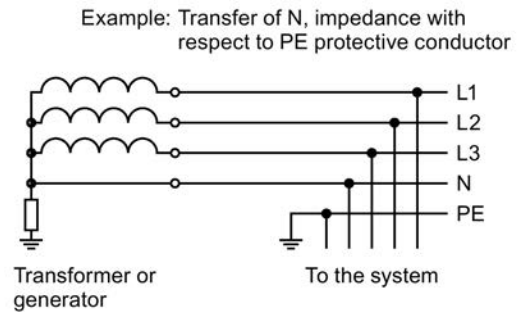 Example: Transfer of N, impedance with
respect to PE protective conductor
L1
L2
L3
N
PE
Transformer or
generator
To the system